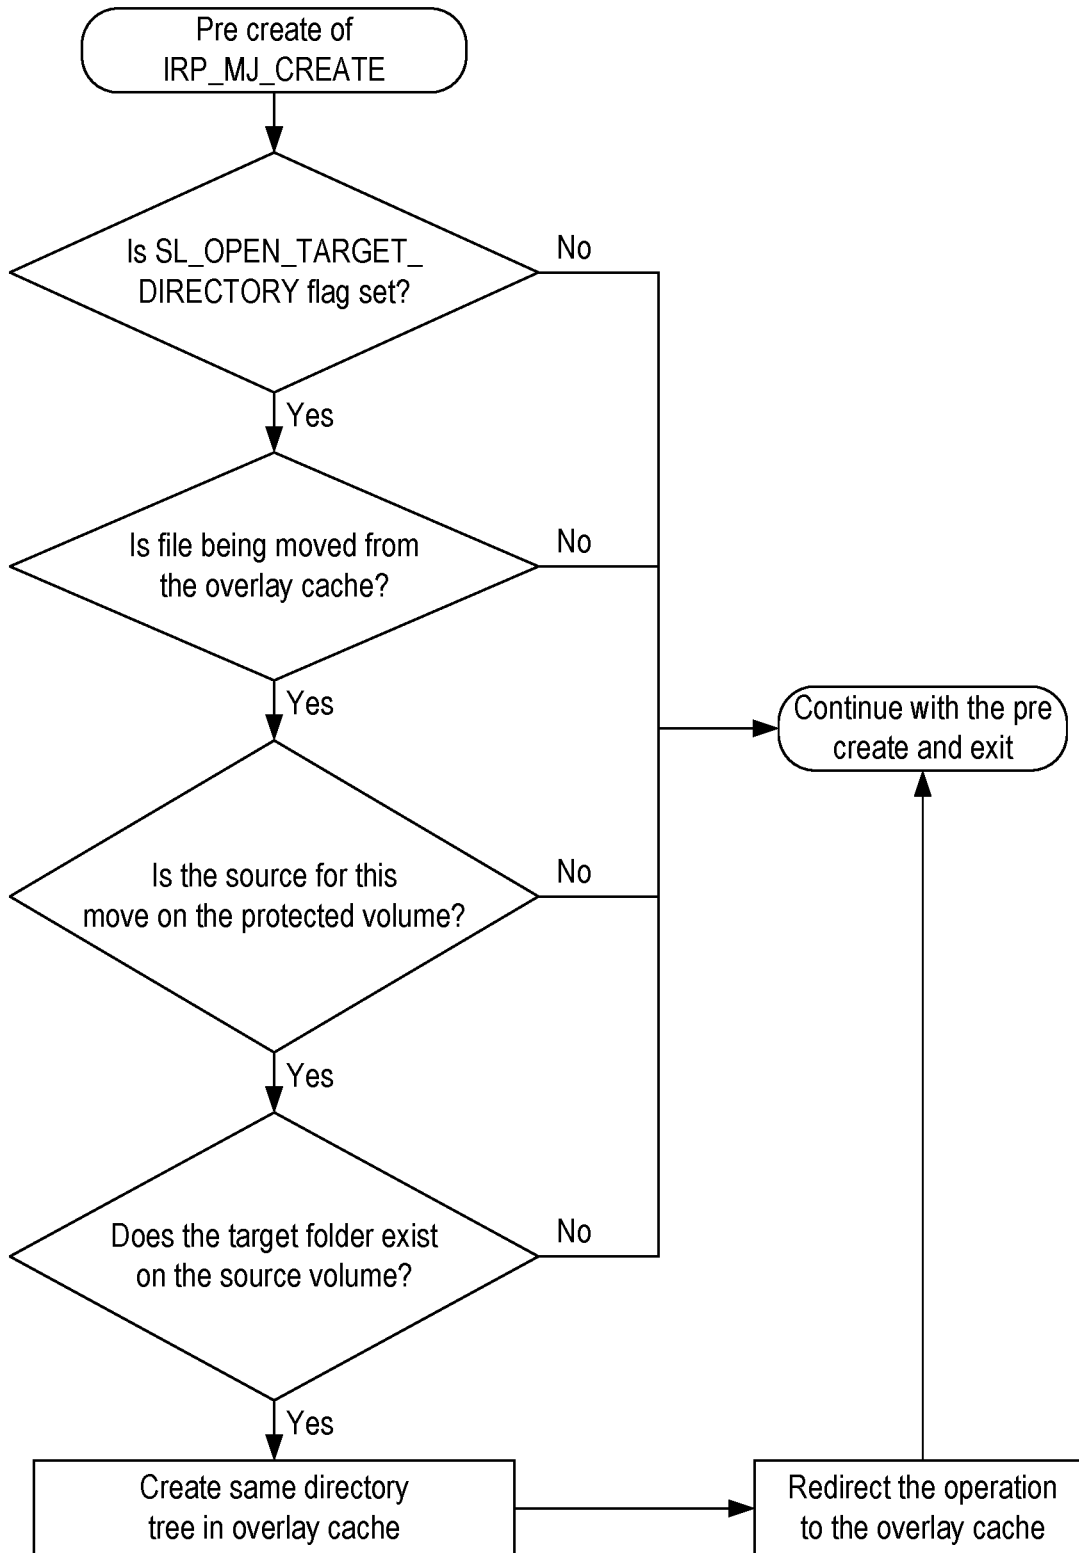 Pre create of
IRP_MJ_CREATE
Is SL_OPEN_TARGET_
DIRECTORY flag set?
No
Yes
Is file being moved from
the overlay cache?
No
Yes
Continue with the pre
create and exit
Is the source for this
move on the protected volume?
No
Yes
Does the target folder exist
on the source volume?
No
Yes
Create same directory
tree in overlay cache
Redirect the operation
to the overlay cache